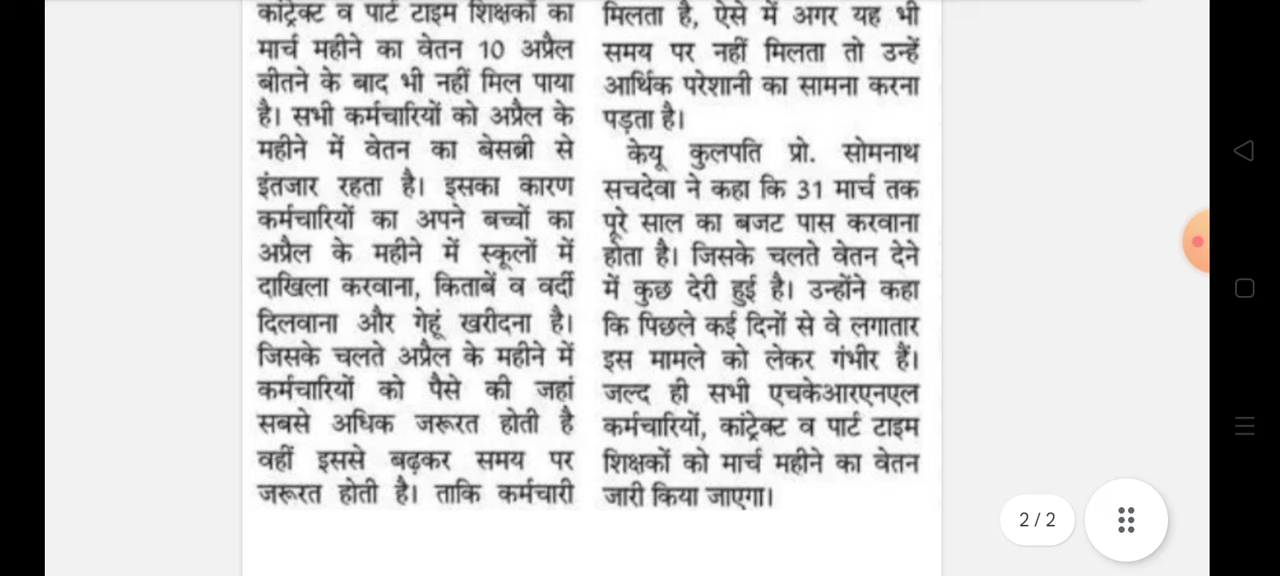 कांट्रेक्ट व पार्ट टाइम शिक्षकों का
मार्च महीने का वेतन 10 अप्रैल
बीतने के बाद भी नहीं मिल पाया
है। सभी कर्मचारियों को अप्रैल के
महीने में वेतन का बेसब्री से
इंतजार रहता है। इसका कारण
कर्मचारियों का अपने बच्चों का
अप्रैल के महीने में स्कूलों में
दाखिला करवाना, किताबें व वर्दी
दिलवाना और गेहूं खरीदना है।
जिसके चलते अप्रैल के महीने में
कर्मचारियों को पैसे की जहां
सबसे अधिक जरूरत होती है
वहीं इससे बढ़कर समय पर
जरूरत होती है। ताकि कर्मचारी
मिलता है, ऐसे में अगर यह भी
समय पर नहीं मिलता तो उन्हें
आर्थिक परेशानी का सामना करना
पड़ता है।
केयू कुलपति प्रो. सोमनाथ
सचदेवा ने कहा कि 31 मार्च तक
पूरे साल का बजट पास करवाना
होता है। जिसके चलते वेतन देने
में कुछ देरी हुई है। उन्होंने कहा
कि पिछले कई दिनों से वे लगातार
इस मामले को लेकर गंभीर हैं।
जल्द ही सभी एचकेआरएनएल
कर्मचारियों, कांट्रेक्ट व पार्ट टाइम
शिक्षकों को मार्च महीने का वेतन
जारी किया जाएगा।
2 / 2